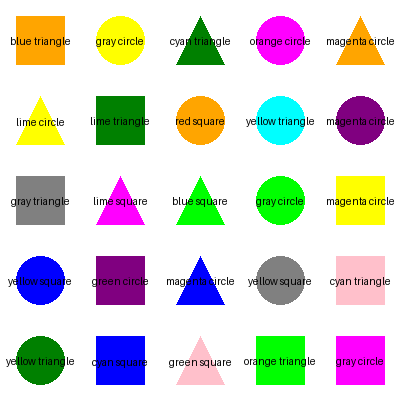 blue triangle gray circle cyan triangle orange circle magenta circle
lime circle lime triangle red square yellow triangle magenta circle
gray triangle lime square blue square gray circle magenta circle
yellow square green circle magenta circle yellow square cyan triangle
yellow triangle cyan square green square orange triangle gray circle